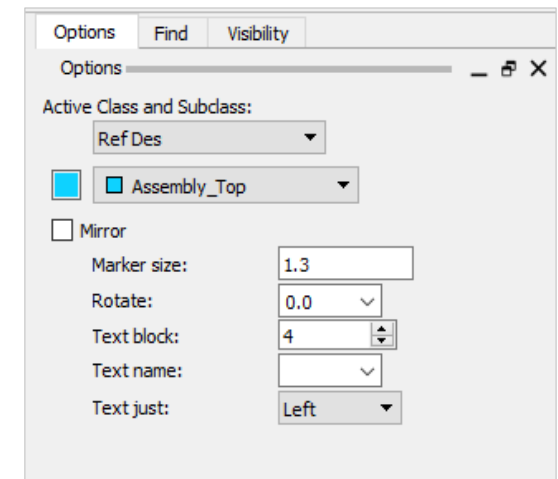 Options Find Visibility
Options
Active Class and Subclass:
Ref Des
Assembly_Top
Mirror
Marker size: 1.3
Rotate: 0.0
Text block: 4
Text name:
Text just: Left